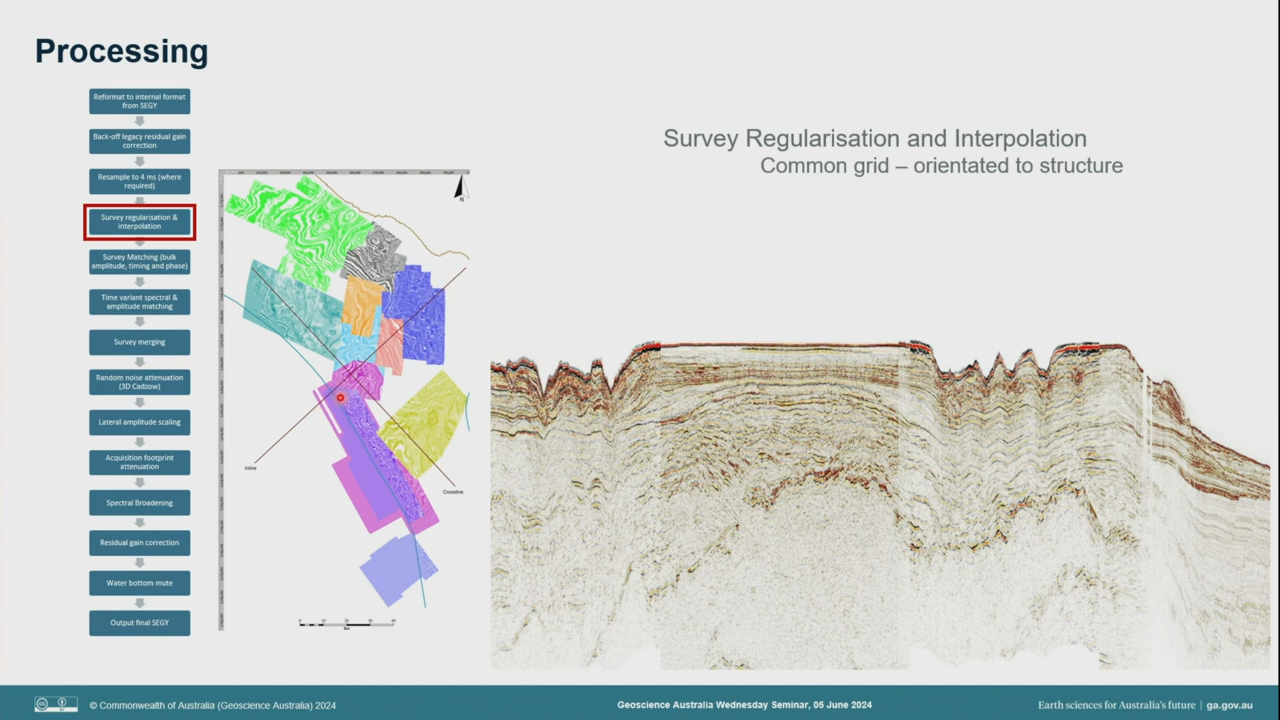 Processing
Reformat to internal format
from SEGY
Back-off legacy residual gain
correction
Resample to 4 ms (where
required)
Survey regularisation &
interpolation
Survey Matching (bulk
amplitude, timing and phase)
Time variant spectral &
amplitude matching
Survey merging
Random noise attenuation
(3D Cadzow)
Lateral amplitude scaling
Acquisition footprint
attenuation
Spectral Broadening
Residual gain correction
Water bottom mute
Output final SEGY
N
Inline
Crossline
Survey Regularisation and Interpolation
Common grid – orientated to structure
© Commonwealth of Australia (Geoscience Australia) 2024
Geoscience Australia Wednesday Seminar, 05 June 2024
Earth sciences for Australia's future | ga.gov.au